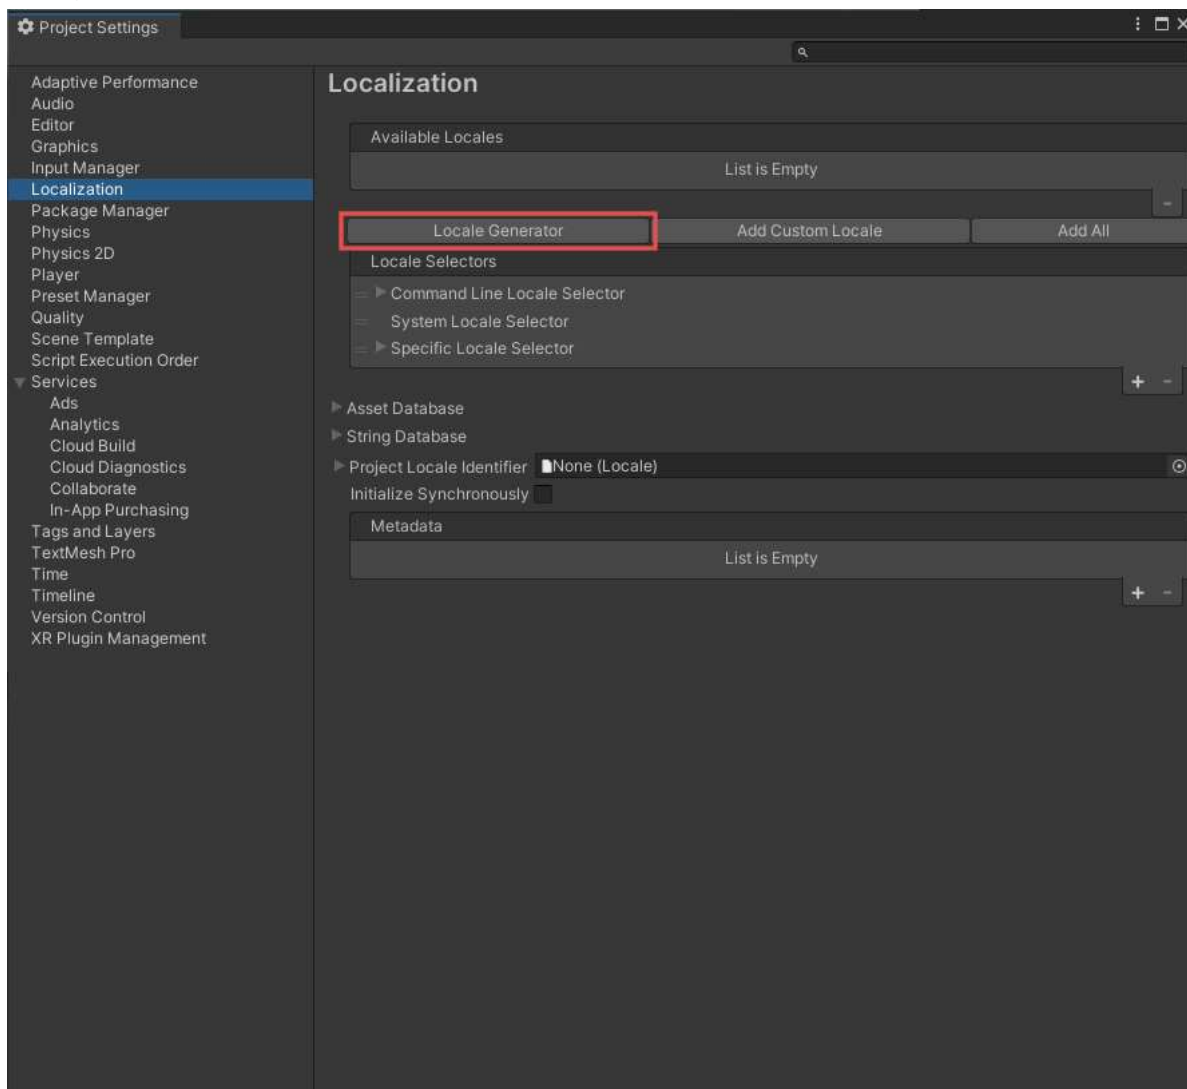 Project Settings
Adaptive Performance
Audio
Editor
Graphics
Input Manager
Localization
Package Manager
Physics
Physics 2D
Player
Preset Manager
Quality
Scene Template
Script Execution Order
Services
Ads
Analytics
Cloud Build
Cloud Diagnostics
Collaborate
In-App Purchasing
Tags and Layers
TextMesh Pro
Time
Timeline
Version Control
XR Plugin Management
Localization
Available Locales
List is Empty
Locale Generator Add Custom Locale Add All
Locale Selectors
Command Line Locale Selector
System Locale Selector
Specific Locale Selector
Asset Database
String Database
Project Locale Identifier None (Locale)
Initialize Synchronously
Metadata
List is Empty